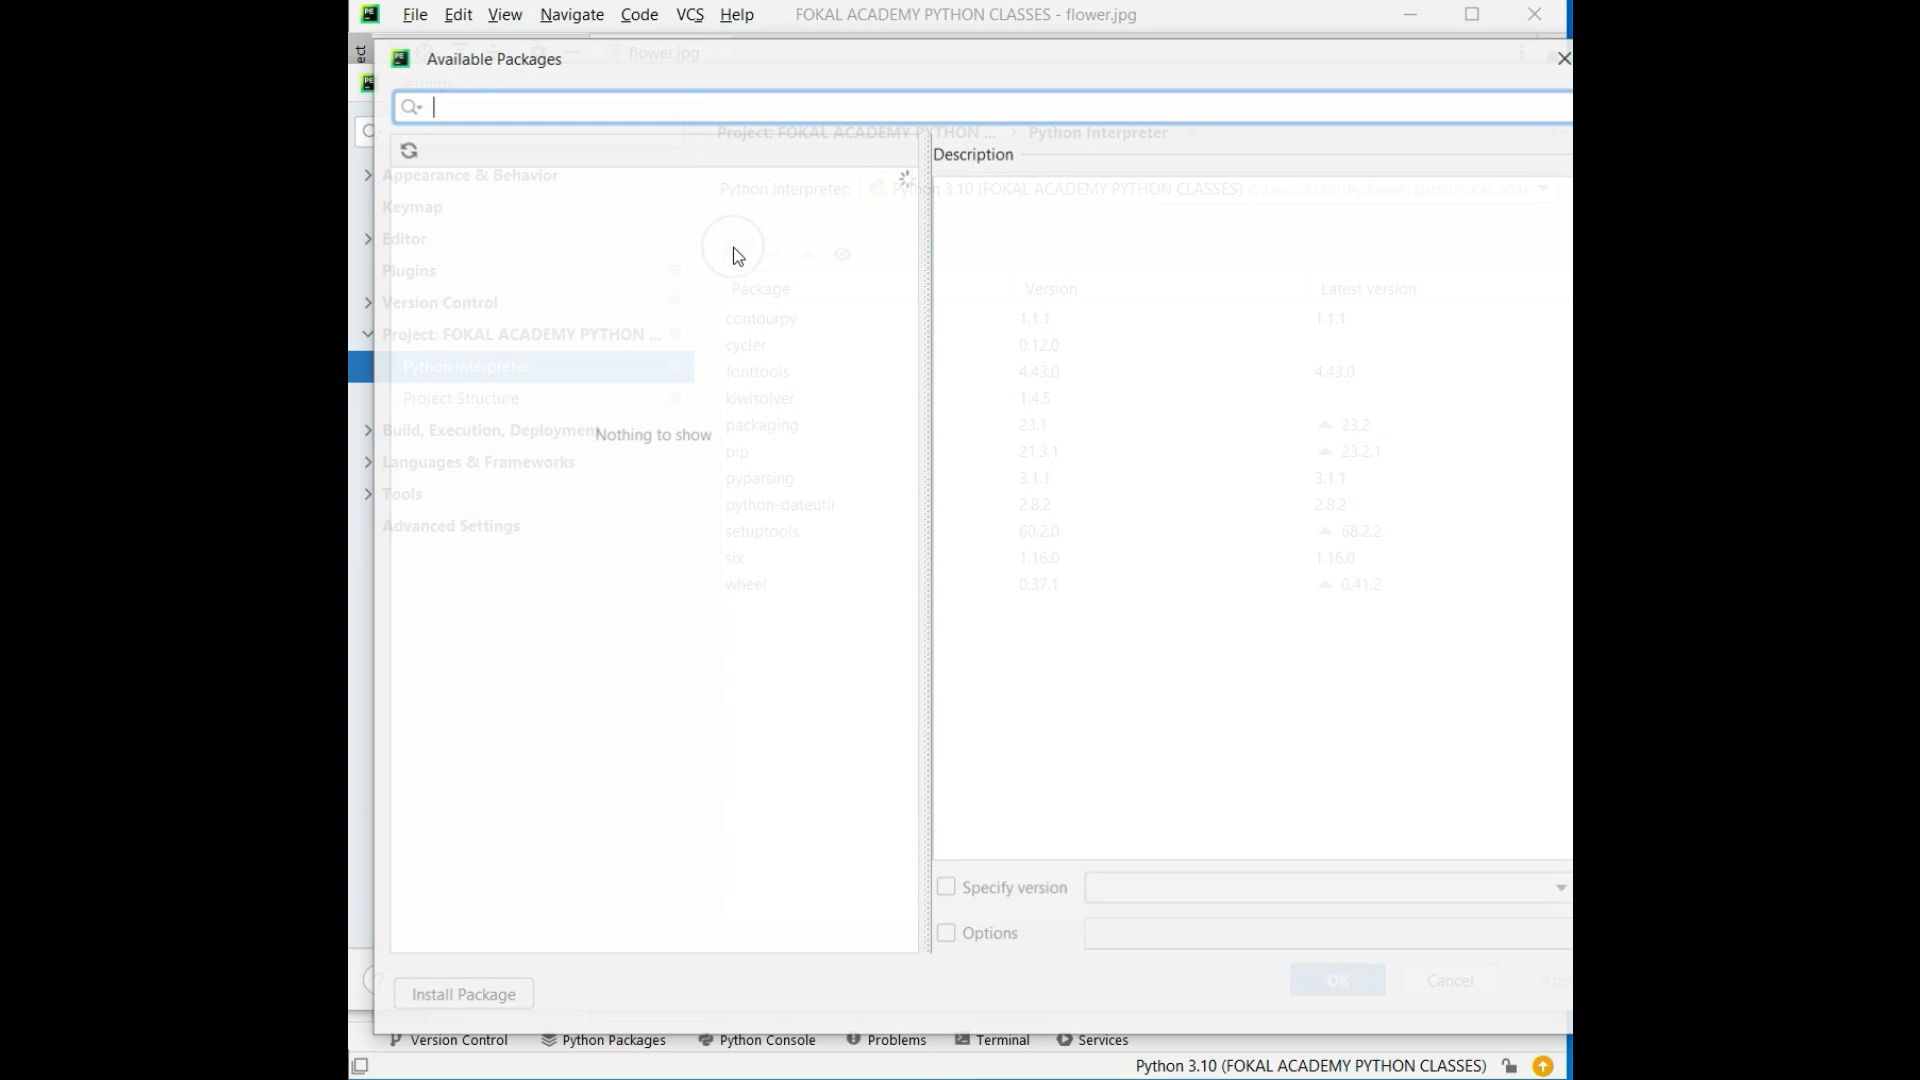 File Edit View Navigate Code VCS Help FOKAL ACADEMY PYTHON CLASSES - flower.jpg
flower.jpg
Available Packages
Settings
Project: FOKAL ACADEMY PYTHON ... › Python Interpreter
Description
Appearance & Behavior
Python Interpreter: Python 3.10 (FOKAL ACADEMY PYTHON CLASSES)
Keymap
Editor
Plugins
Package Version Latest version
Version Control
contourpy 1.1.1 1.1.1
Project: FOKAL ACADEMY PYTHON ...
cycler 0.12.0
Python Interpreter
fonttools 4.43.0 4.43.0
Project Structure
kiwisolver 1.4.5
Build, Execution, Deployment
Nothing to show
packaging 23.1 23.2
pip 21.3.1 23.2.1
Languages & Frameworks
pyparsing 3.1.1 3.1.1
Tools
python-dateutil 2.8.2 2.8.2
Advanced Settings
setuptools 60.2.0 68.2.2
six 1.16.0 1.16.0
wheel 0.37.1 0.41.2
Specify version
Options
OK Cancel App
Install Package
Version Control Python Packages Python Console Problems Terminal Services
Python 3.10 (FOKAL ACADEMY PYTHON CLASSES)